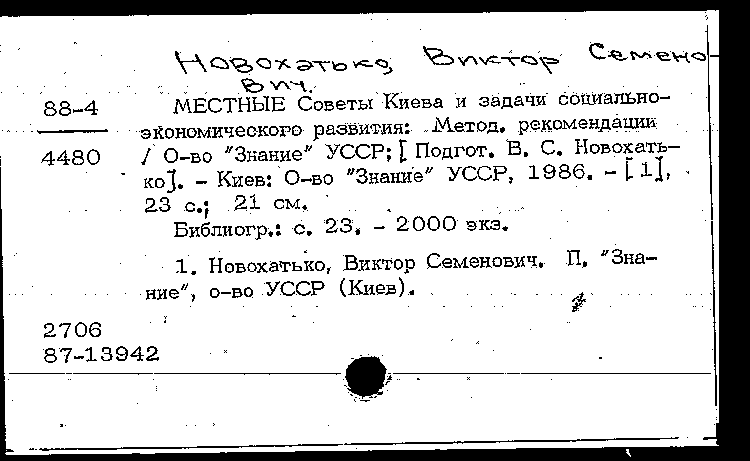 Новохатько, Виктор Семено-
вич.
88-4 МЕСТНЫЕ Советы Киева и задачи социально-
экономического развития: Метод. рекомендации
4480 / О-во "Знание" УССР; [ Подгот. В. С. Новохать-
ко]. - Киев: О-во "Знание" УССР, 1986. - [ 1],
23 с.; 21 см.
Библиогр.: с. 23. - 2000 экз.
1. Новохатько, Виктор Семенович. П. "Зна-
ние", о-во УССР (Киев).
2706
87-13942